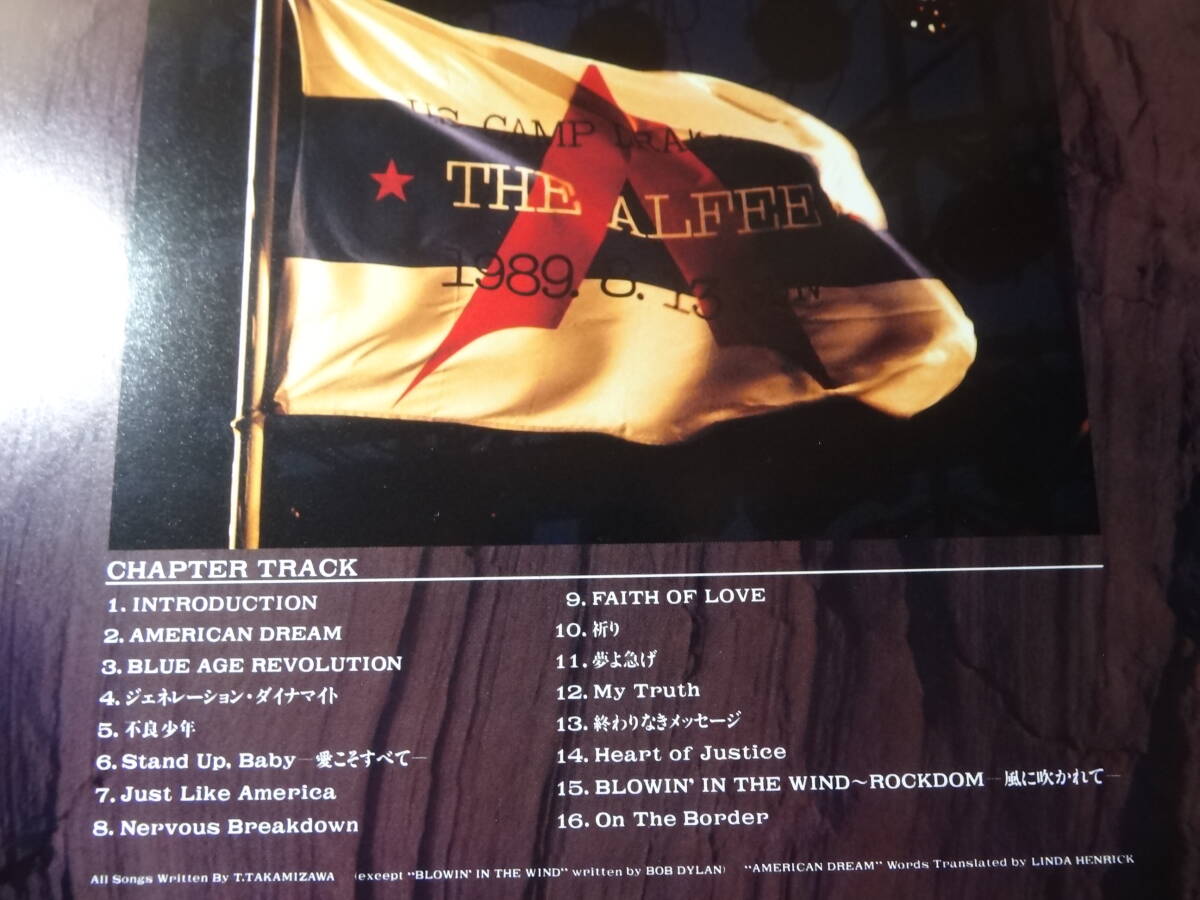 US CAMP DRAKE
★ THE ALFEE
1989. 8. 13
CHAPTER TRACK
1. INTRODUCTION
2. AMERICAN DREAM
3. BLUE AGE REVOLUTION
4. ジェネレーション・ダイナマイト
5. 不良少年
6. Stand Up, Baby—愛こそすべて—
7. Just Like America
8. Nervous Breakdown
9. FAITH OF LOVE
10. 祈り
11. 夢よ急げ
12. My Truth
13. 終わりなきメッセージ
14. Heart of Justice
15. BLOWIN' IN THE WIND~ROCKDOM—風に吹かれて—
16. On The Border
All Songs Written By T.TAKAMIZAWA (except "BLOWIN' IN THE WIND" written by BOB DYLAN) "AMERICAN DREAM" Words Translated by LINDA HENRICK